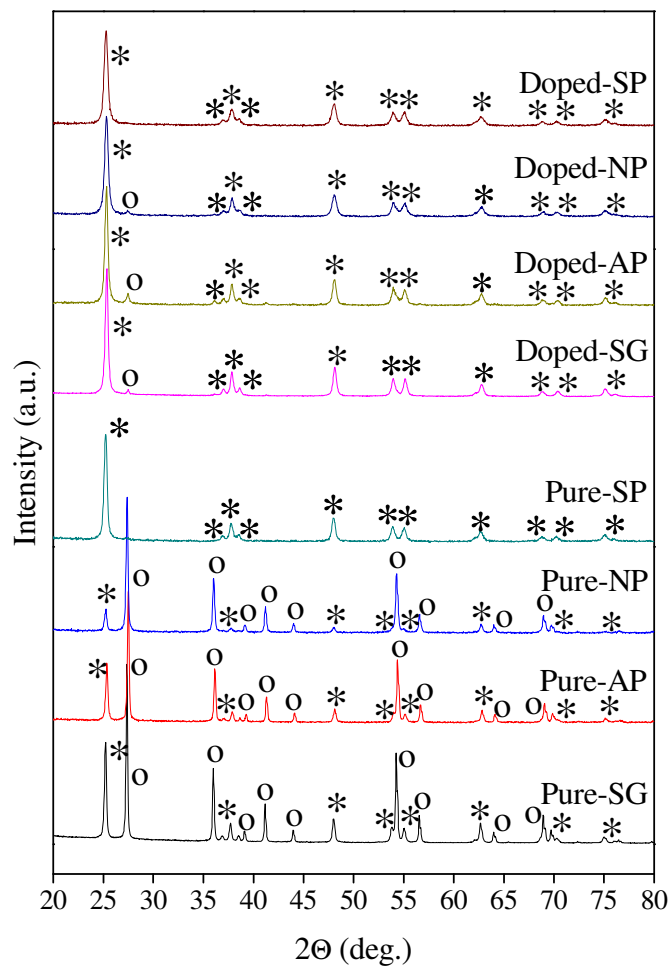 Doped-SP
* * * * * * * * * * *
Doped-NP
* o * * * * * * * * * *
Doped-AP
* o * * * * * * * * * *
Doped-SG
* o * * * * * * * * * *
Pure-SP
* * * * * * * * * * *
Pure-NP
* o o * o o o * * o * o * o o * *
Pure-AP
* o o * o o o * * o * o * o o * *
Pure-SG
* o o * o o o * * o * o * o o * *
Intensity (a.u.)
20 25 30 35 40 45 50 55 60 65 70 75 80
2Θ (deg.)